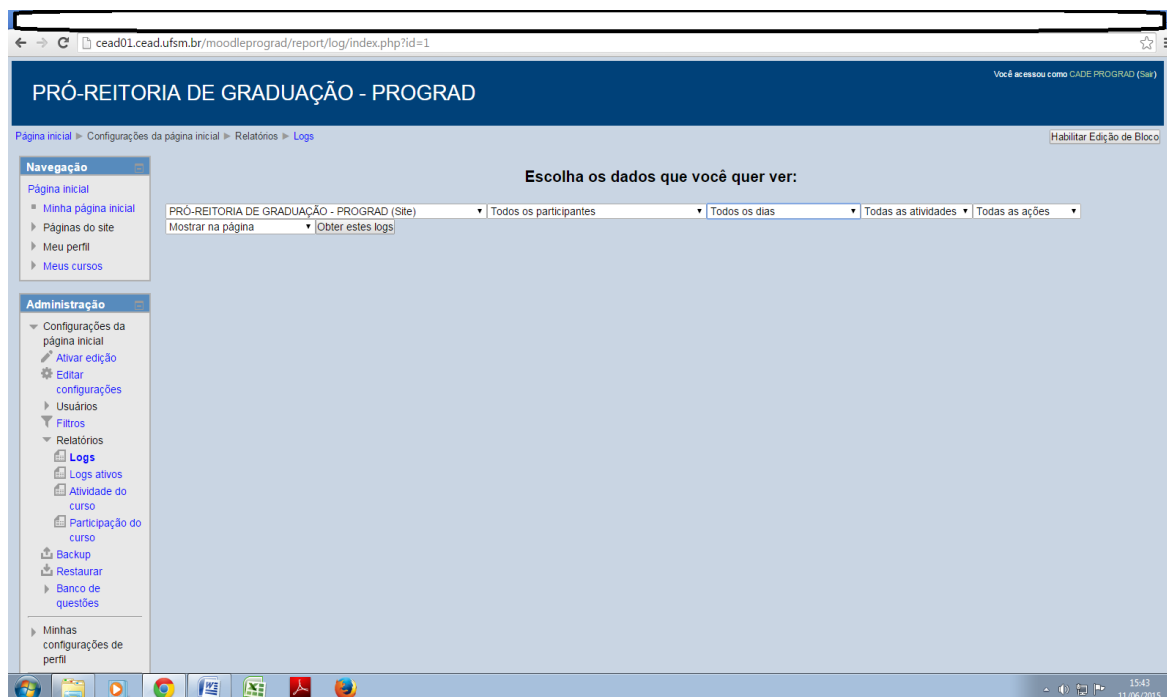 cead01.cead.ufsm.br/moodleprograd/report/log/index.php?id=1
Você acessou como CADE PROGRAD (Sair)
PRÓ-REITORIA DE GRADUAÇÃO - PROGRAD
Página inicial ► Configurações da página inicial ► Relatórios ► Logs
Habilitar Edição de Bloco
Navegação
Página inicial
Minha página inicial
Páginas do site
Meu perfil
Meus cursos
Administração
Configurações da
página inicial
Ativar edição
Editar
configurações
Usuários
Filtros
Relatórios
Logs
Logs ativos
Atividade do
curso
Participação do
curso
Backup
Restaurar
Banco de
questões
Minhas
configurações de
perfil
Escolha os dados que você quer ver:
PRÓ-REITORIA DE GRADUAÇÃO - PROGRAD (Site) Todos os participantes Todos os dias Todas as atividades Todas as ações
Mostrar na página Obter estes logs
15:43
11/06/2015